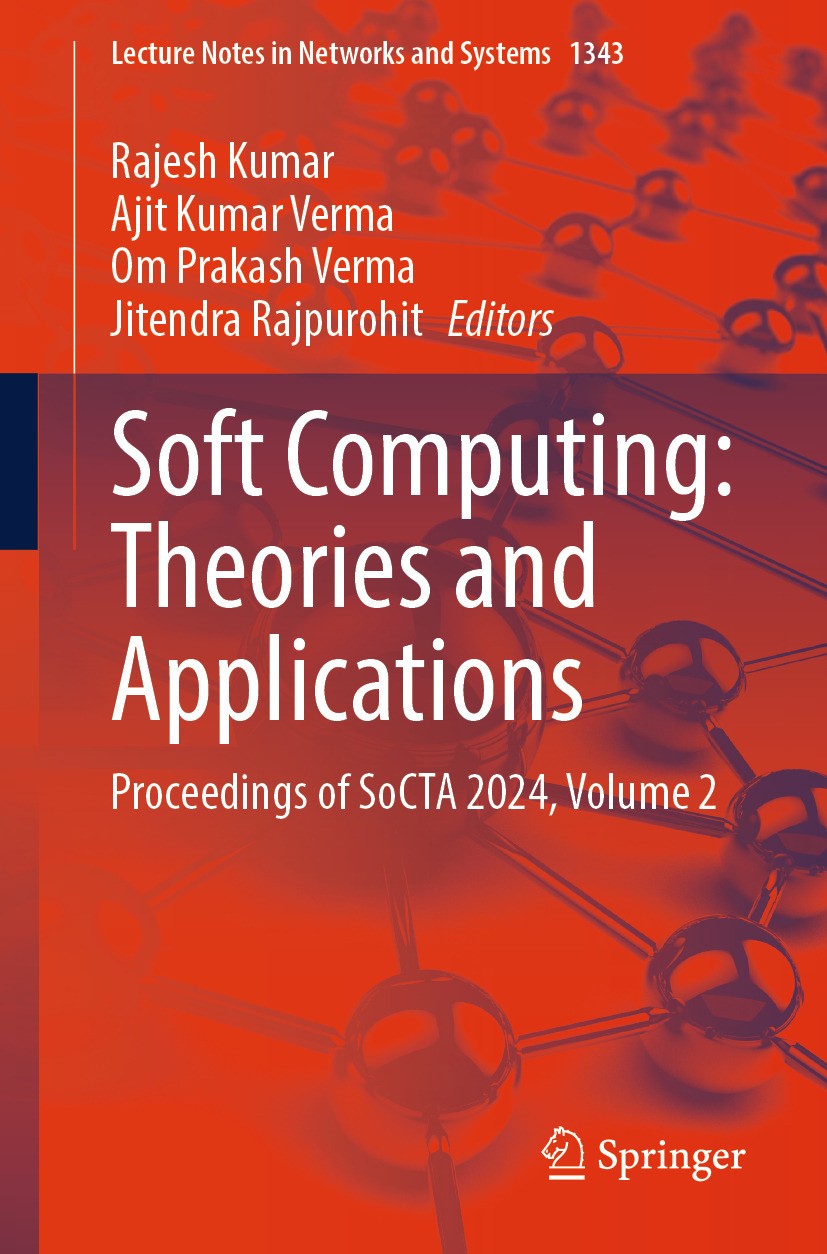 Lecture Notes in Networks and Systems 1343
Rajesh Kumar
Ajit Kumar Verma
Om Prakash Verma
Jitendra Rajpurohit Editors
Soft Computing:
Theories and
Applications
Proceedings of SoCTA 2024, Volume 2
Springer